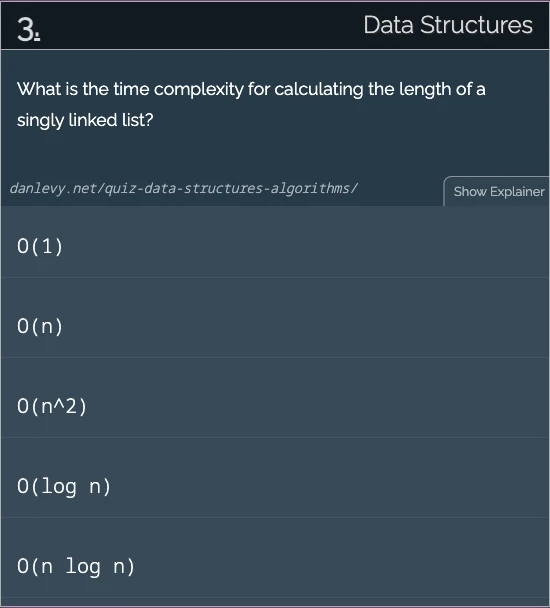 3.
Data Structures
What is the time complexity for calculating the length of a
singly linked list?
danlevy.net/quiz-data-structures-algorithms/
Show Explainer
O(1)
O(n)
O(n^2)
O(log n)
O(n log n)